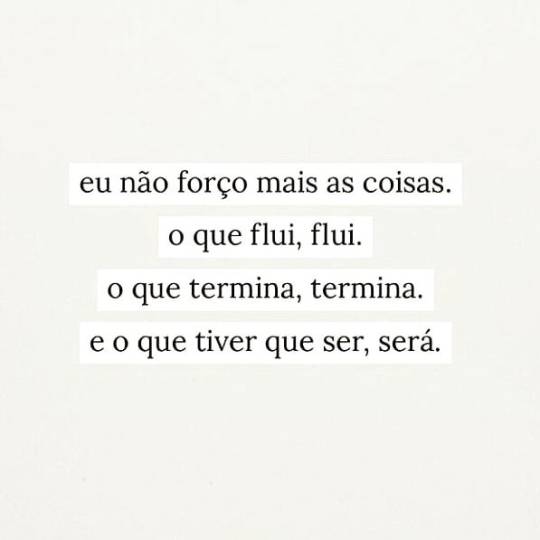 eu não forço mais as coisas.
o que flui, flui.
o que termina, termina.
e o que tiver que ser, será.